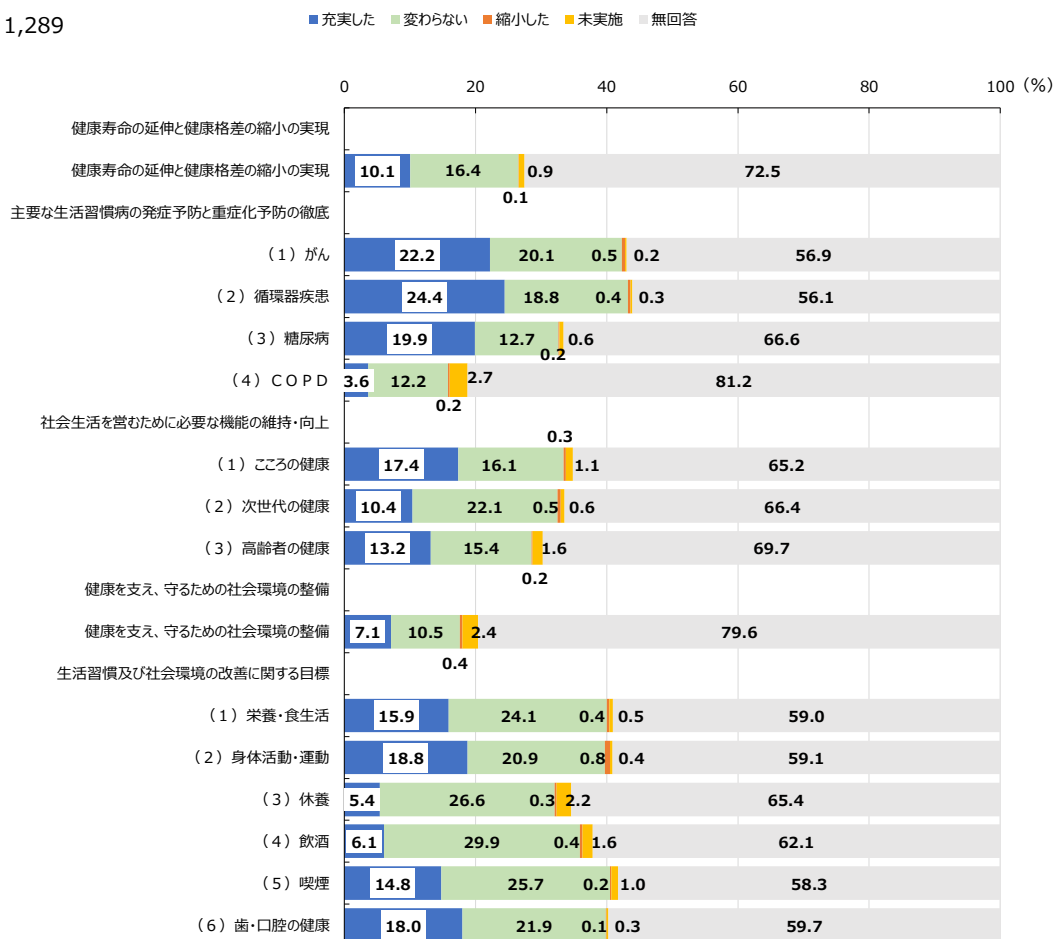 1,289
充実した 変わらない 縮小した 未実施 無回答
0 20 40 60 80 100 (%)
健康寿命の延伸と健康格差の縮小の実現
健康寿命の延伸と健康格差の縮小の実現 10.1 16.4 0.9 72.5
0.1
主要な生活習慣病の発症予防と重症化予防の徹底
(1)がん 22.2 20.1 0.5 0.2 56.9
(2)循環器疾患 24.4 18.8 0.4 0.3 56.1
(3)糖尿病 19.9 12.7 0.6 66.6
0.2
(4)COPD 3.6 12.2 2.7 81.2
0.2
社会生活を営むために必要な機能の維持・向上
0.3
(1)こころの健康 17.4 16.1 1.1 65.2
(2)次世代の健康 10.4 22.1 0.5 0.6 66.4
(3)高齢者の健康 13.2 15.4 1.6 69.7
0.2
健康を支え、守るための社会環境の整備
健康を支え、守るための社会環境の整備 7.1 10.5 2.4 79.6
0.4
生活習慣及び社会環境の改善に関する目標
(1)栄養・食生活 15.9 24.1 0.4 0.5 59.0
(2)身体活動・運動 18.8 20.9 0.8 0.4 59.1
(3)休養 5.4 26.6 0.3 2.2 65.4
(4)飲酒 6.1 29.9 0.4 1.6 62.1
(5)喫煙 14.8 25.7 0.2 1.0 58.3
(6)歯・口腔の健康 18.0 21.9 0.1 0.3 59.7